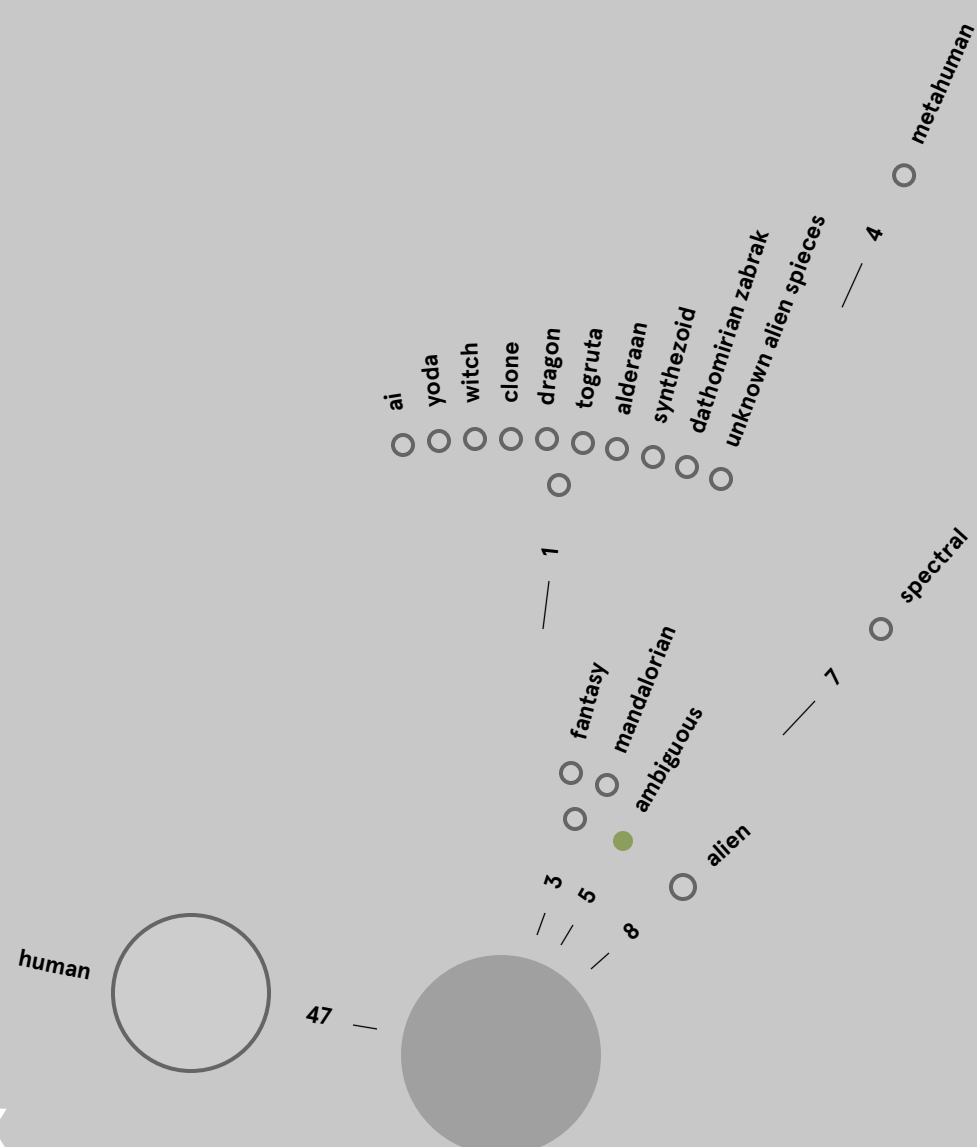 metahuman
4
unknown alien spieces
dathomirian zabrak
synthezoid
alderaan
togruta
dragon
clone
witch
yoda
ai
1
spectral
7
fantasy
mandalorian
ambiguous
alien
3
5
8
human
47